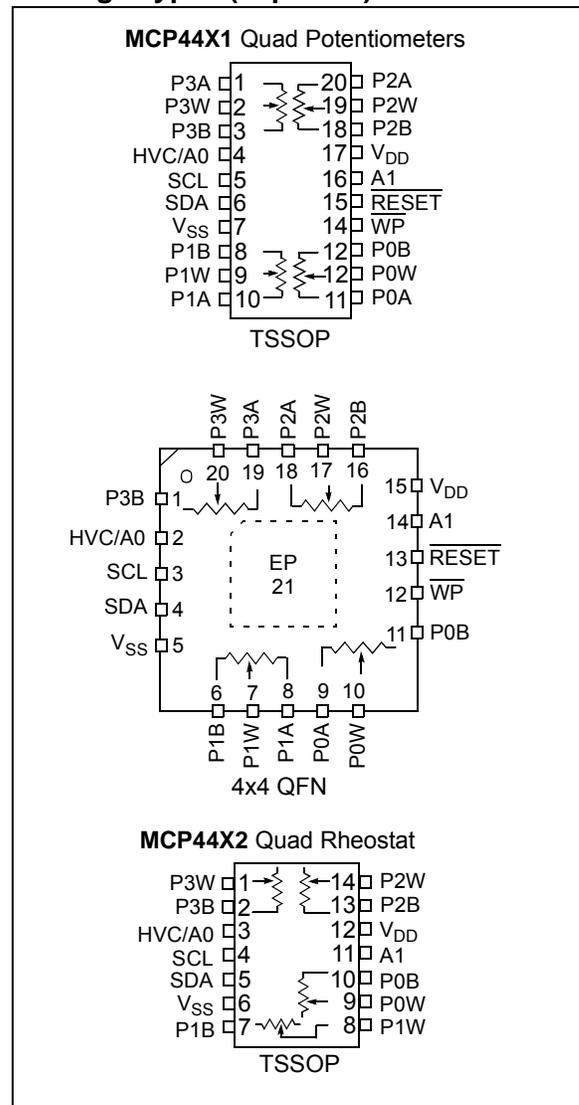 MCP44X1 Quad Potentiometers
P3A 1 20 P2A
P3W 2 19 P2W
P3B 3 18 P2B
HVC/A0 4 17 VDD
SCL 5 16 A1
SDA 6 15 RESET
VSS 7 14 WP
P1B 8 12 P0B
P1W 9 12 P0W
P1A 10 11 P0A
TSSOP
P3W P3A P2A P2W P2B
20 19 18 17 16
P3B 1 15 VDD
HVC/A0 2 14 A1
SCL 3 13 RESET
SDA 4 12 WP
VSS 5 11 P0B
EP
21
6 7 8 9 10
P1B P1W P1A P0A P0W
4x4 QFN
MCP44X2 Quad Rheostat
P3W 1 14 P2W
P3B 2 13 P2B
HVC/A0 3 12 VDD
SCL 4 11 A1
SDA 5 10 P0B
VSS 6 9 P0W
P1B 7 8 P1W
TSSOP